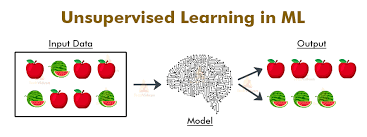 Unsupervised Learning in ML
Input Data
Output
Model